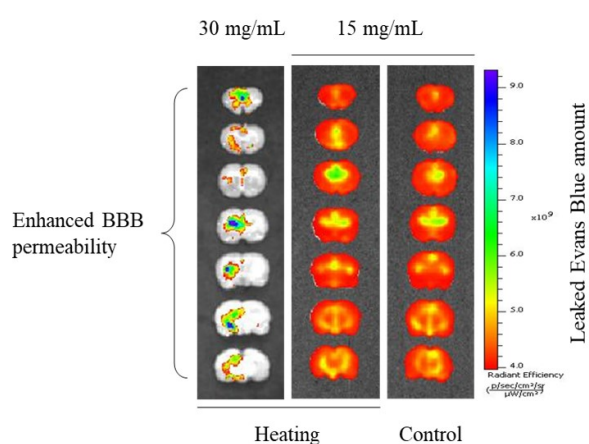 30 mg/mL
15 mg/mL
Enhanced BBB
permeability
9.0
8.0
7.0
x10⁹
6.0
5.0
4.0
Radiant Efficiency
(p/sec/cm²/sr
µW/cm²)
Leaked Evans Blue amount
Heating
Control